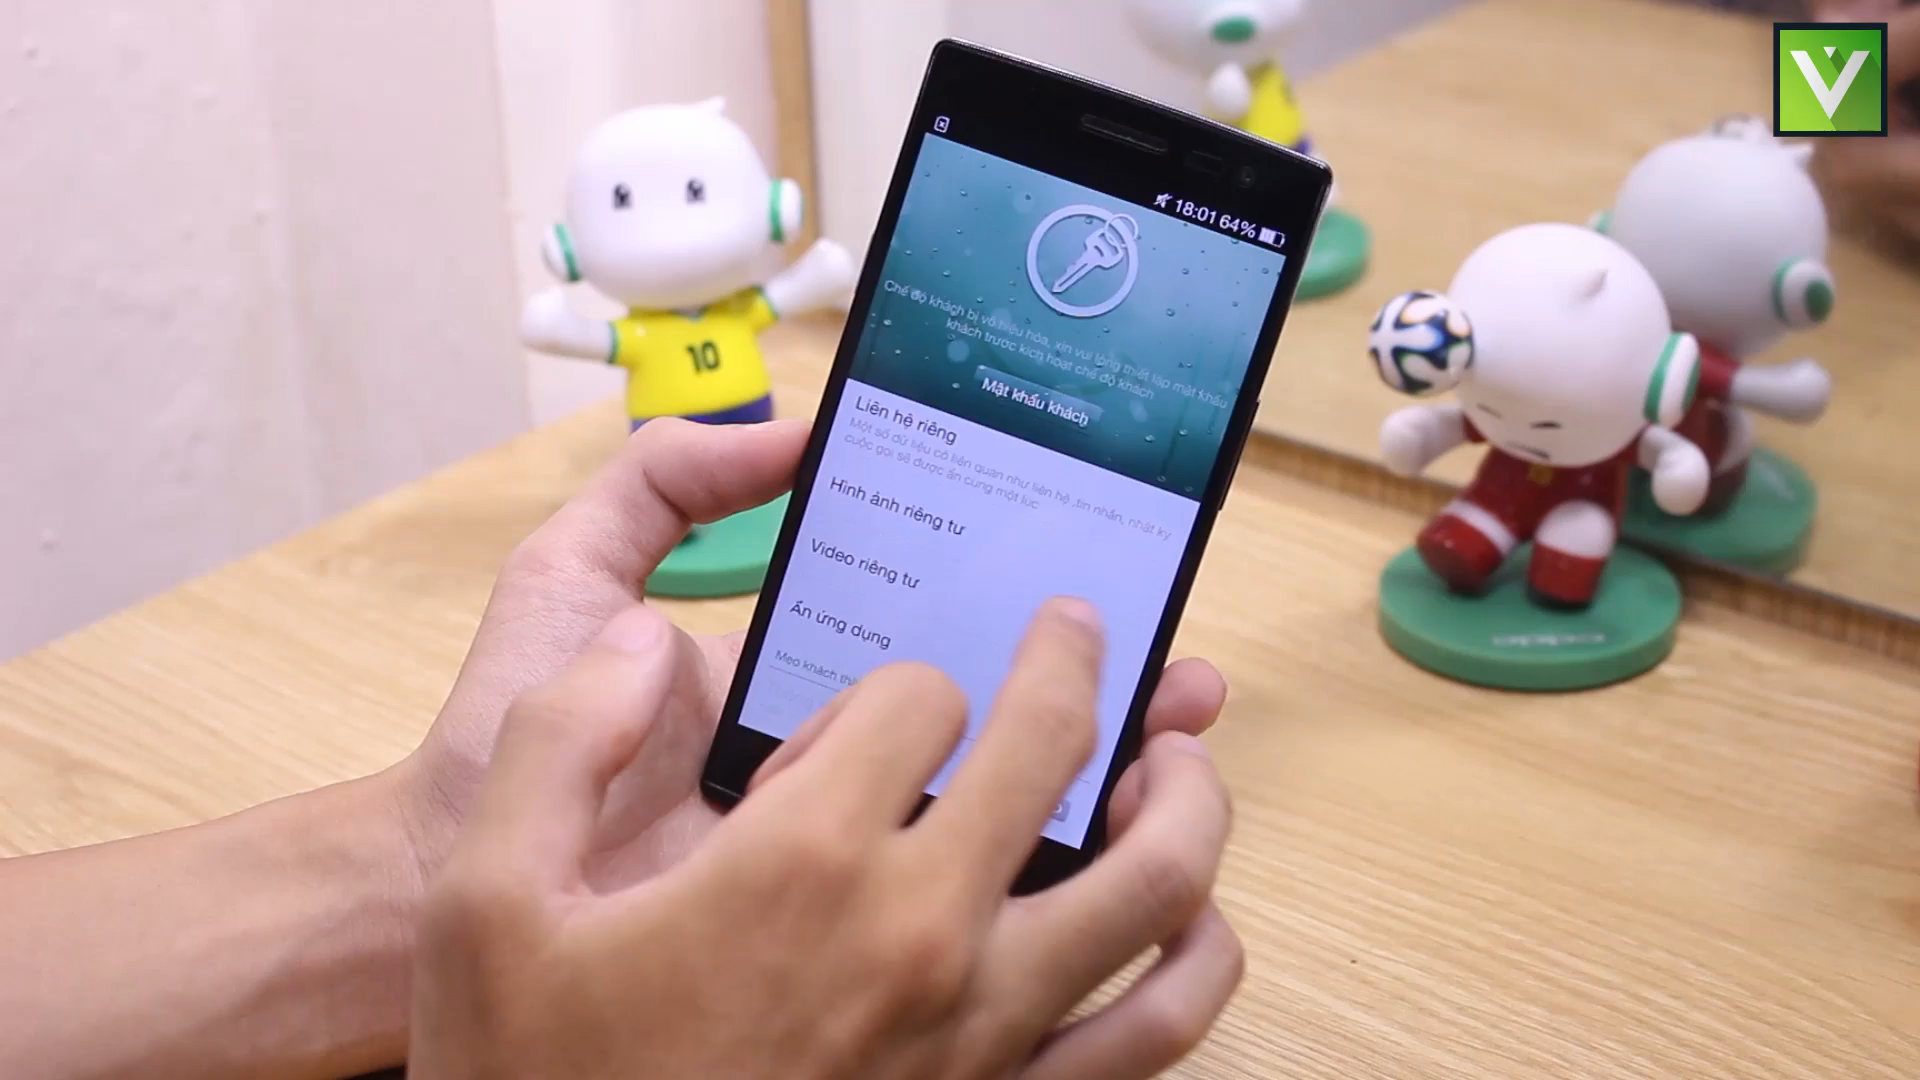 18:01 64%
Chế độ khách bị vô hiệu hóa, xin vui lòng thiết lập mật khẩu
khách trước kích hoạt chế độ khách
Mật khẩu khách
Liên hệ riêng
Một số dữ liệu có liên quan như liên hệ ,tin nhắn, nhật ký
cuộc gọi sẽ được ẩn cùng một lúc
Hình ảnh riêng tư
Video riêng tư
Ẩn ứng dụng
Mẹo khách
10
oppo
V